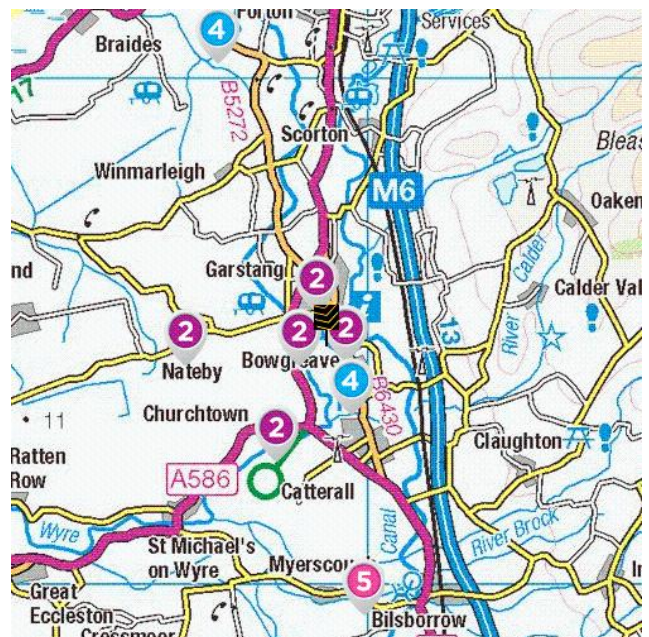 4
Forton
Services
Braides
17
B5272
Scorton
Bleas
Winmarleigh
M6
Oaken
nd
Garstang
2
Calder
Calder Val
River
2
2
2
13
Nateby
Bowgreave
4
B6430
11
Churchtown
2
Claughton
Ratten
Row
A586
Catterall
Wyre
Canal
River Brock
St Michael's
on Wyre
Myerscough
5
In
Great
Eccleston
Crossmoor
Bilsborrow